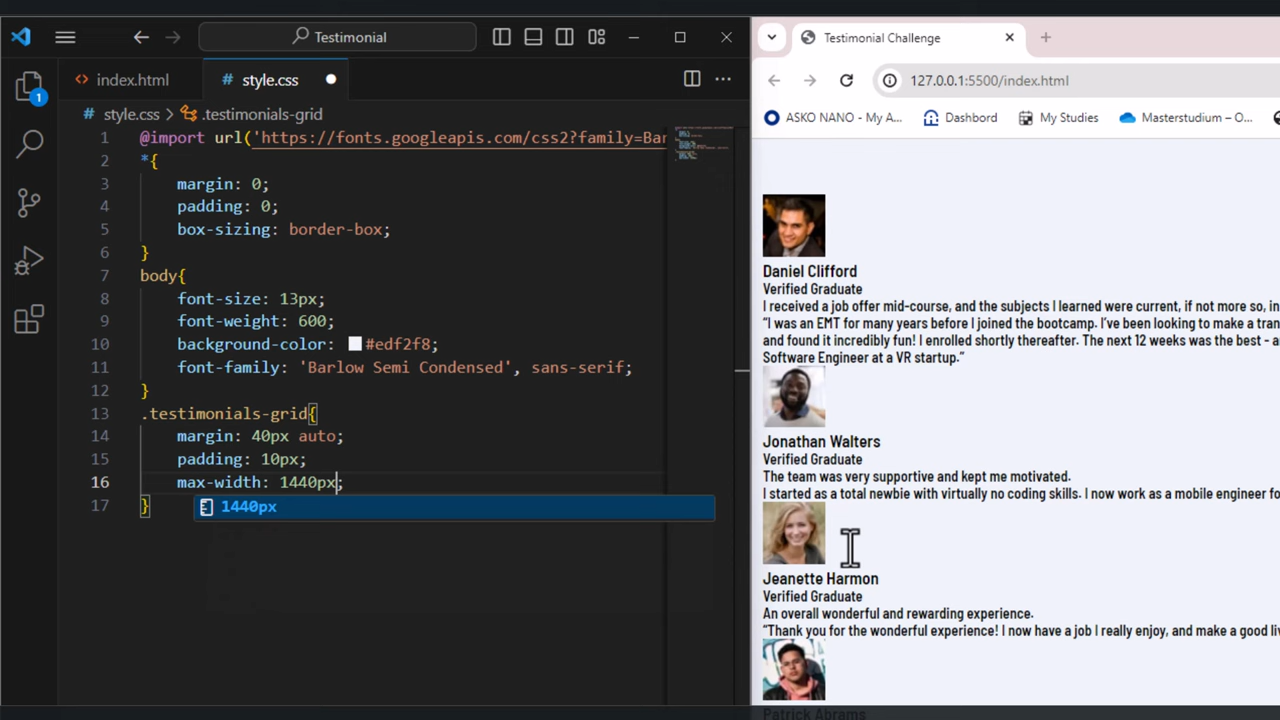 Testimonial
index.html
style.css
1
style.css > .testimonials-grid
1 @import url('https://fonts.googleapis.com/css2?family=Bar
2 *{
3 margin: 0;
4 padding: 0;
5 box-sizing: border-box;
6 }
7 body{
8 font-size: 13px;
9 font-weight: 600;
10 background-color: #edf2f8;
11 font-family: 'Barlow Semi Condensed', sans-serif;
12 }
13 .testimonials-grid{
14 margin: 40px auto;
15 padding: 10px;
16 max-width: 1440px;
17 }
1440px
Testimonial Challenge
127.0.0.1:5500/index.html
ASKO NANO - My A...
Dashbord
My Studies
Masterstudium – O...
Daniel Clifford
Verified Graduate
I received a job offer mid-course, and the subjects I learned were current, if not more so, in
“I was an EMT for many years before I joined the bootcamp. I’ve been looking to make a tran
and found it incredibly fun! I enrolled shortly thereafter. The next 12 weeks was the best - a
Software Engineer at a VR startup.”
Jonathan Walters
Verified Graduate
The team was very supportive and kept me motivated.
I started as a total newbie with virtually no coding skills. I now work as a mobile engineer fo
Jeanette Harmon
Verified Graduate
An overall wonderful and rewarding experience.
“Thank you for the wonderful experience! I now have a job I really enjoy, and make a good liv
Patrick Abrams